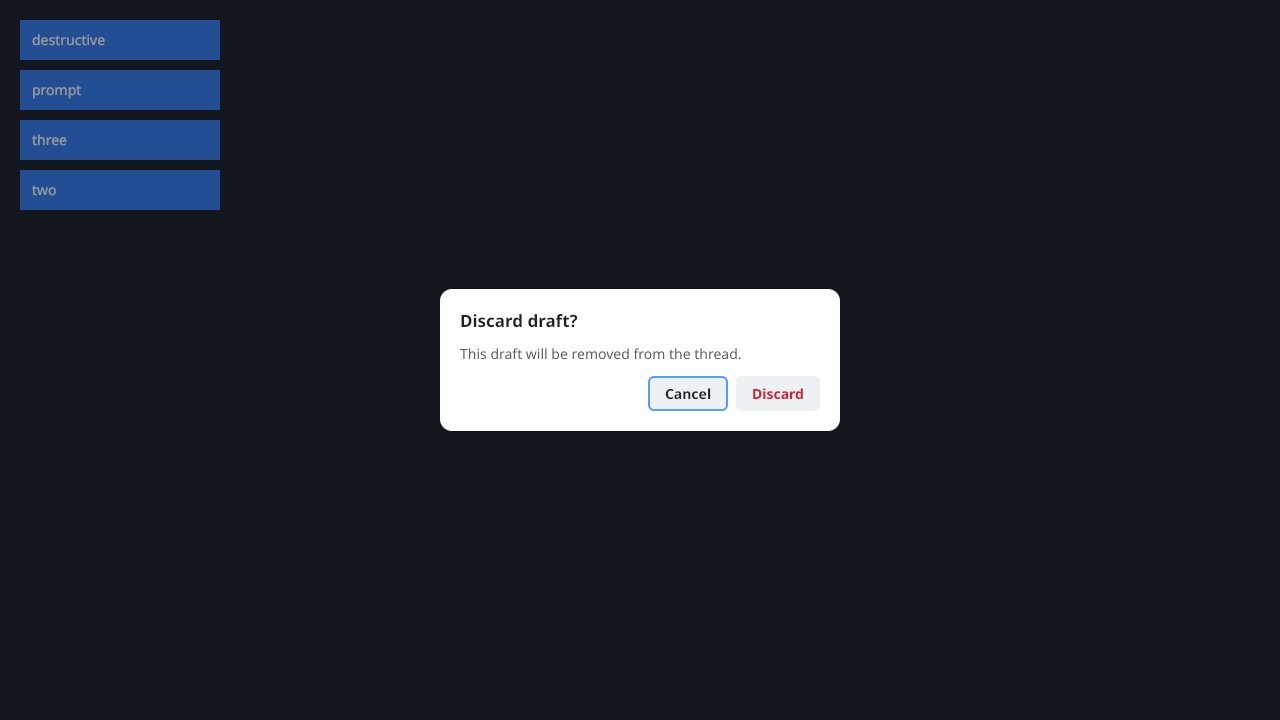 destructive
prompt
three
two
Discard draft?
This draft will be removed from the thread.
Cancel Discard